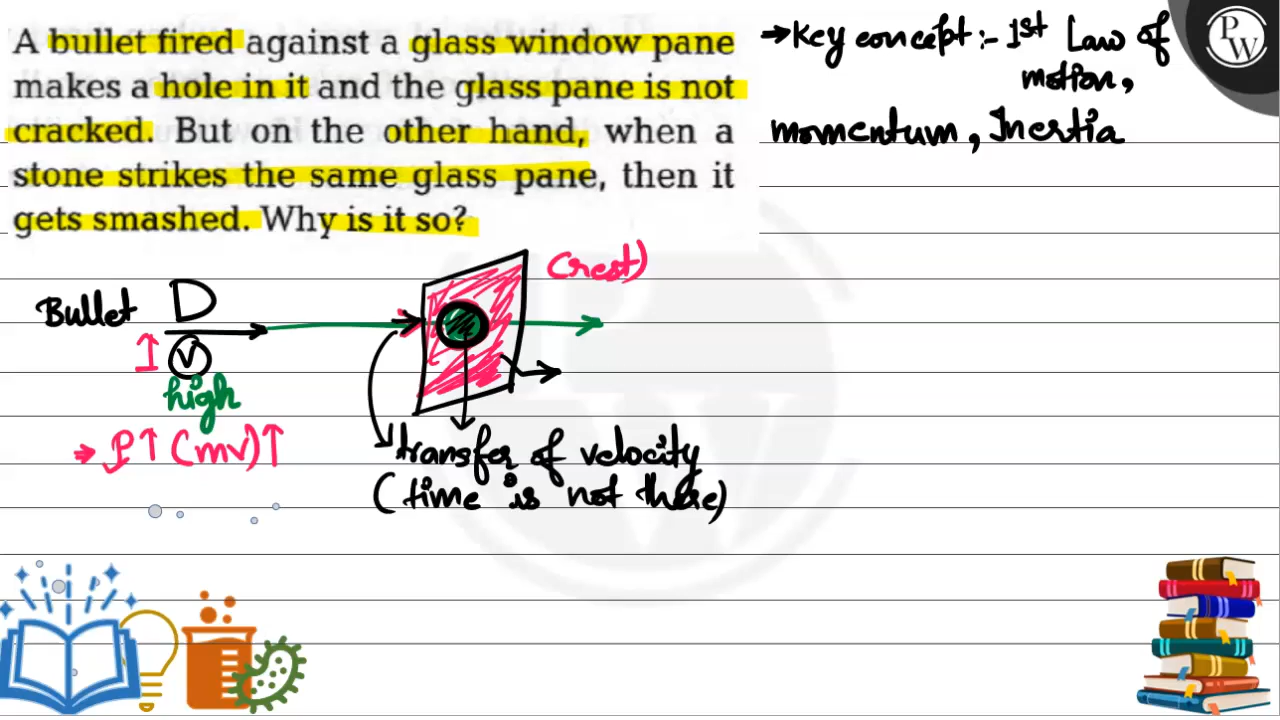 A bullet fired against a glass window pane
makes a hole in it and the glass pane is not
cracked. But on the other hand, when a
stone strikes the same glass pane, then it
gets smashed. Why is it so?
→ Key concept :- 1st Law of
motion,
momentum, Inertia
PW
(rest)
Bullet
↑ V
high
→ P↑ (mv)↑
transfer of velocity
(time is not there)